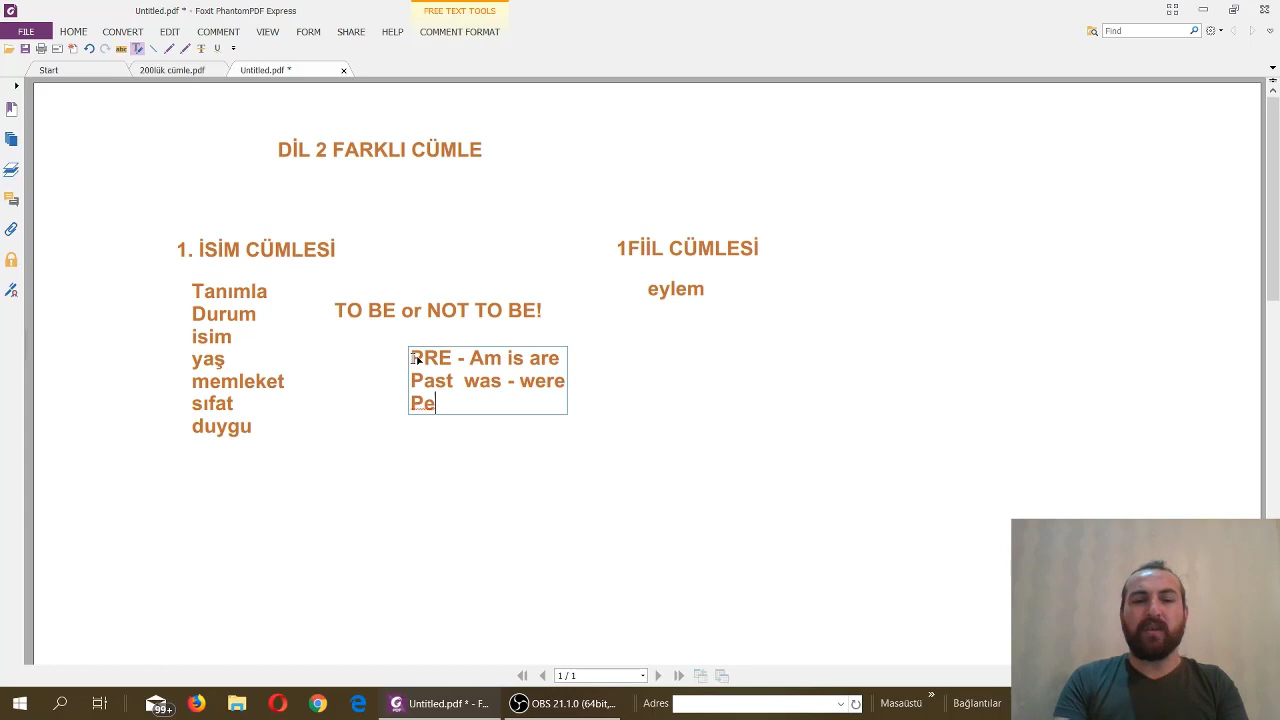 Untitled.pdf * - Foxit PhantomPDF Express
FREE TEXT TOOLS
FILE HOME CONVERT EDIT COMMENT VIEW FORM SHARE HELP COMMENT FORMAT
Find
Start 200lük cümle.pdf Untitled.pdf *
DİL 2 FARKLI CÜMLE
1. İSİM CÜMLESİ
Tanımla
Durum
isim
yaş
memleket
sıfat
duygu
TO BE or NOT TO BE!
PRE - Am is are
Past was - were
Pe
1FİİL CÜMLESİ
eylem
1 / 1
99+
Untitled.pdf * - F...
OBS 21.1.0 (64bit,...
Adres
Masaüstü
Bağlantılar